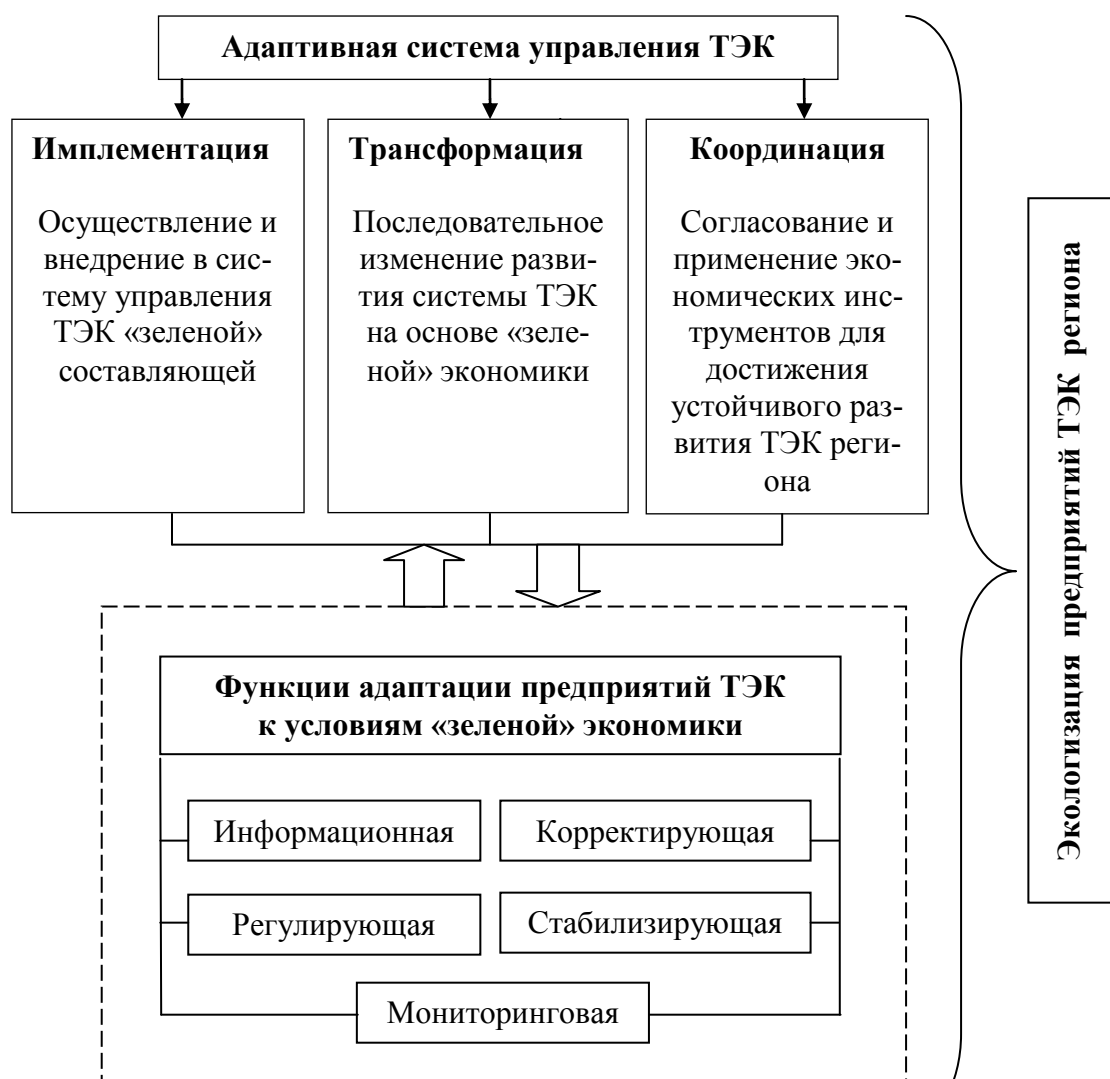 Адаптивная система управления ТЭК
Имплементация
Осуществление и
внедрение в сис-
тему управления
ТЭК «зеленой»
составляющей
Трансформация
Последовательное
изменение разви-
тия системы ТЭК
на основе «зеле-
ной» экономики
Координация
Согласование и
применение эко-
номических инс-
трументов для
достижения
устойчивого раз-
вития ТЭК реги-
она
Функции адаптации предприятий ТЭК
к условиям «зеленой» экономики
Информационная
Корректирующая
Регулирующая
Стабилизирующая
Мониторинговая
Экологизация предприятий ТЭК региона